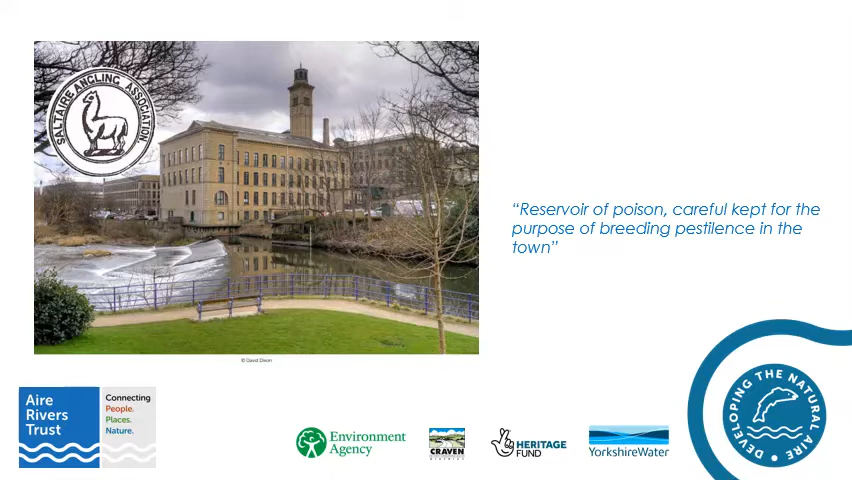 SALTAIRE ANGLING ASSOCIATION.
“Reservoir of poison, careful kept for the
purpose of breeding pestilence in the
town”
© David Dixon
Aire
Rivers
Trust
Connecting
People.
Places.
Nature.
Environment
Agency
CRAVEN
DISTRICT
HERITAGE
FUND
YorkshireWater
DEVELOPING THE NATURAL AIRE